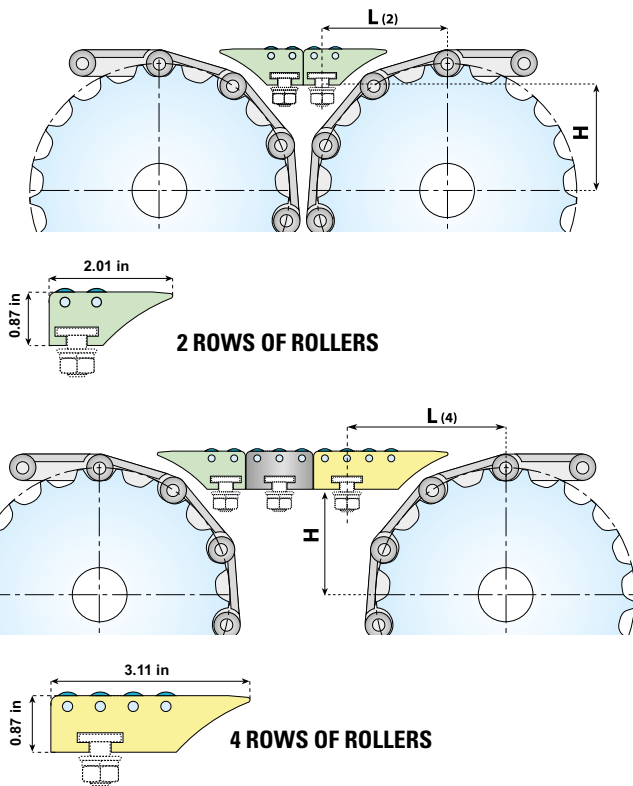 L (2)
H
2.01 in
0.87 in
2 ROWS OF ROLLERS
L (4)
H
3.11 in
0.87 in
4 ROWS OF ROLLERS